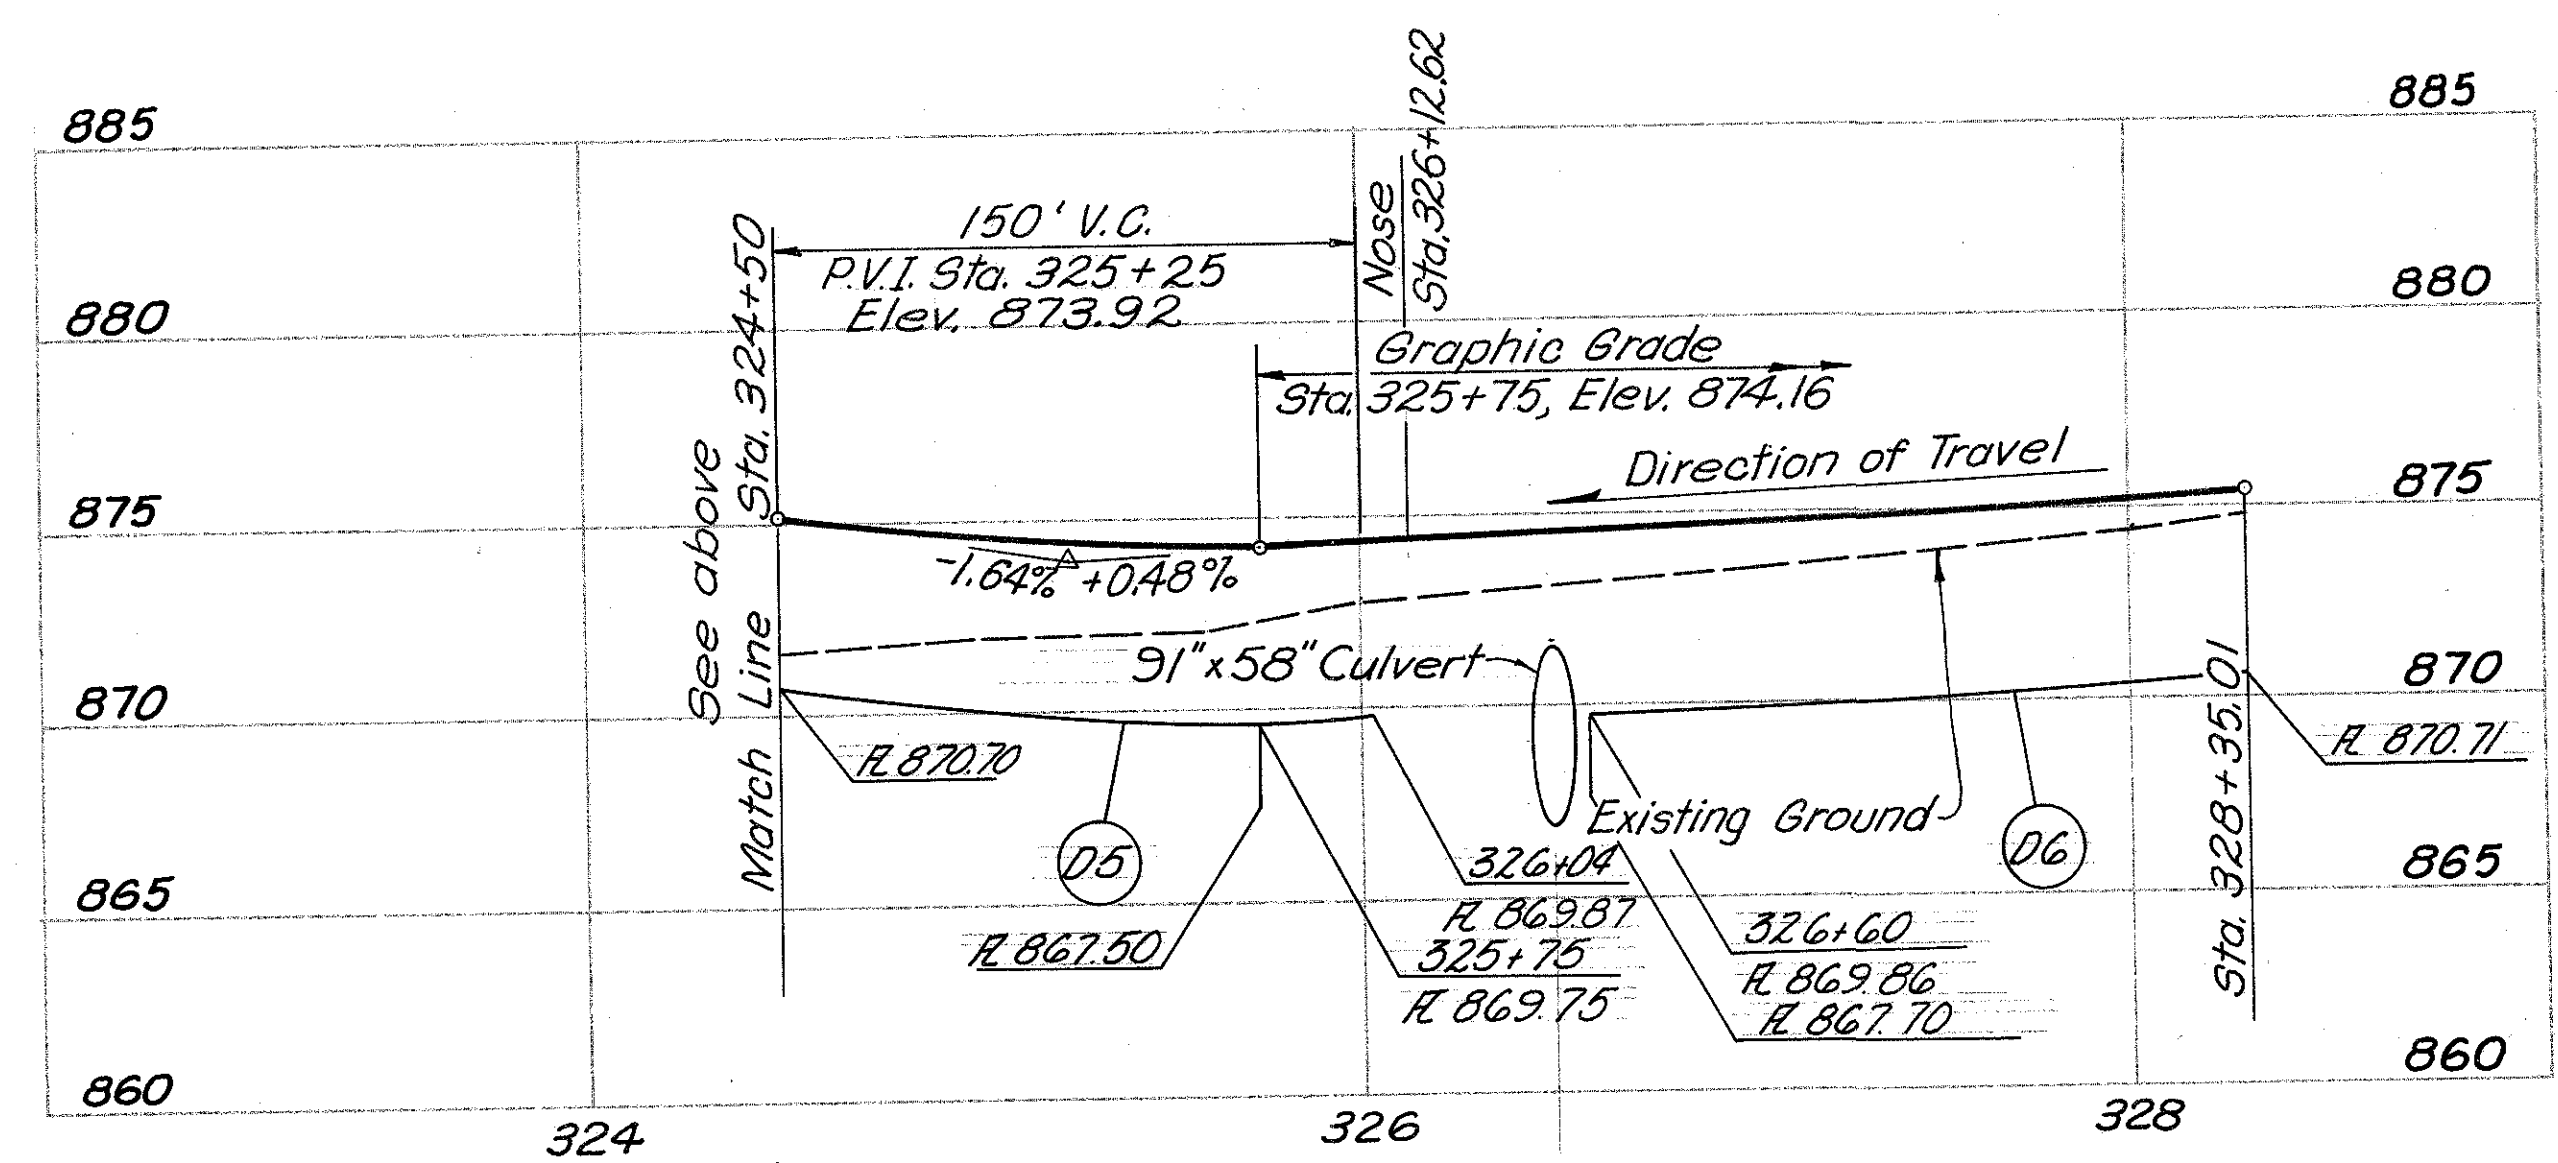 885
885
880
880
875
875
870
870
865
865
860
860
324
326
328
150' V.C.
P.V.I. Sta. 325+25
Elev. 873.92
Nose
Sta. 326+12.62
Graphic Grade
Sta. 325+75, Elev. 874.16
Direction of Travel
See above
Match Line Sta. 324+50
-1.64% +0.48%
91"x58" Culvert
FL 870.70
FL 870.71
D5
D6
Existing Ground
FL 867.50
326+04
FL 869.87
325+75
FL 869.75
326+60
FL 869.86
FL 867.70
Sta. 328+35.01